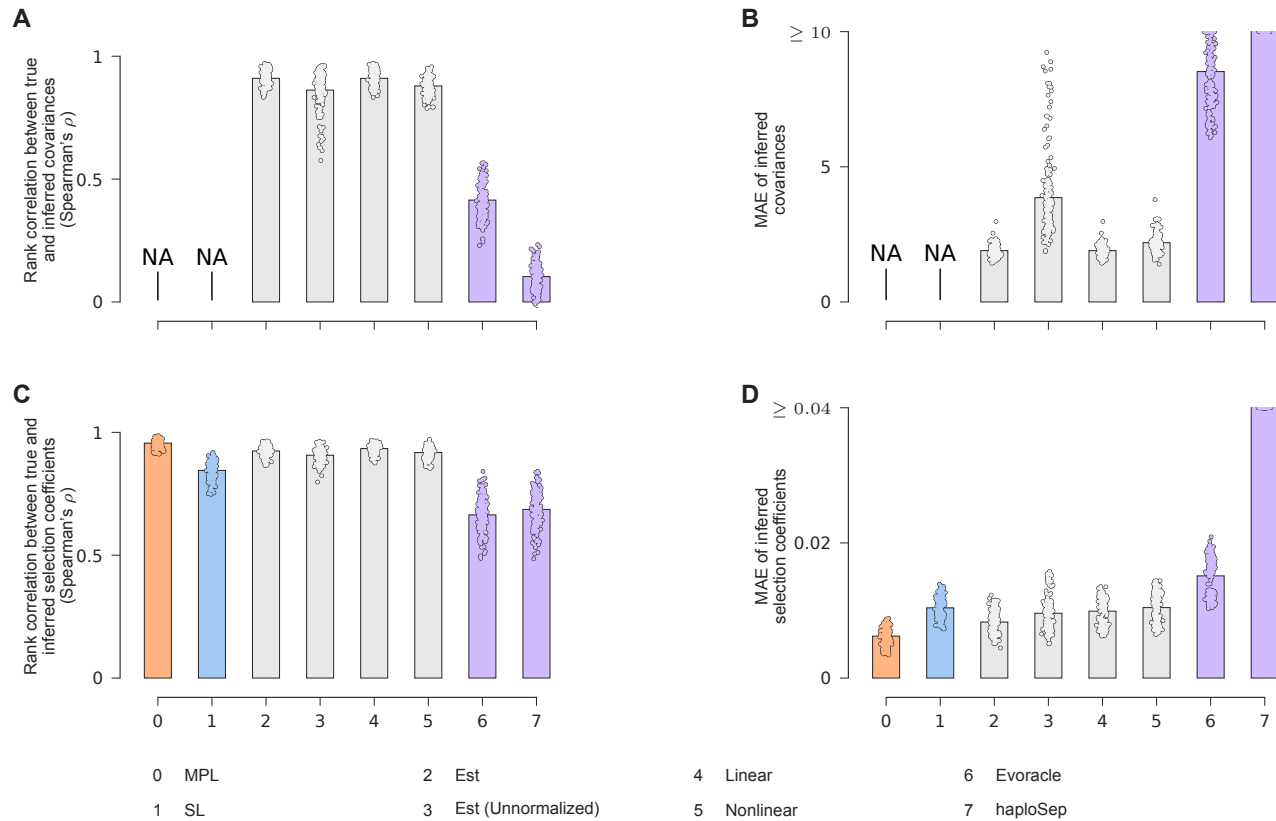 A
Rank correlation between true
and inferred covariances
(Spearman's ρ)
1
0.5
0
NA NA
B
MAE of inferred
covariances
≥ 10
5
0
NA NA
C
Rank correlation between true and
inferred selection coefficients
(Spearman's ρ)
1
0.5
0
0 1 2 3 4 5 6 7
D
MAE of inferred
selection coefficients
≥ 0.04
0.02
0
0 1 2 3 4 5 6 7
0 MPL 2 Est 4 Linear 6 Evoracle
1 SL 3 Est (Unnormalized) 5 Nonlinear 7 haploSep